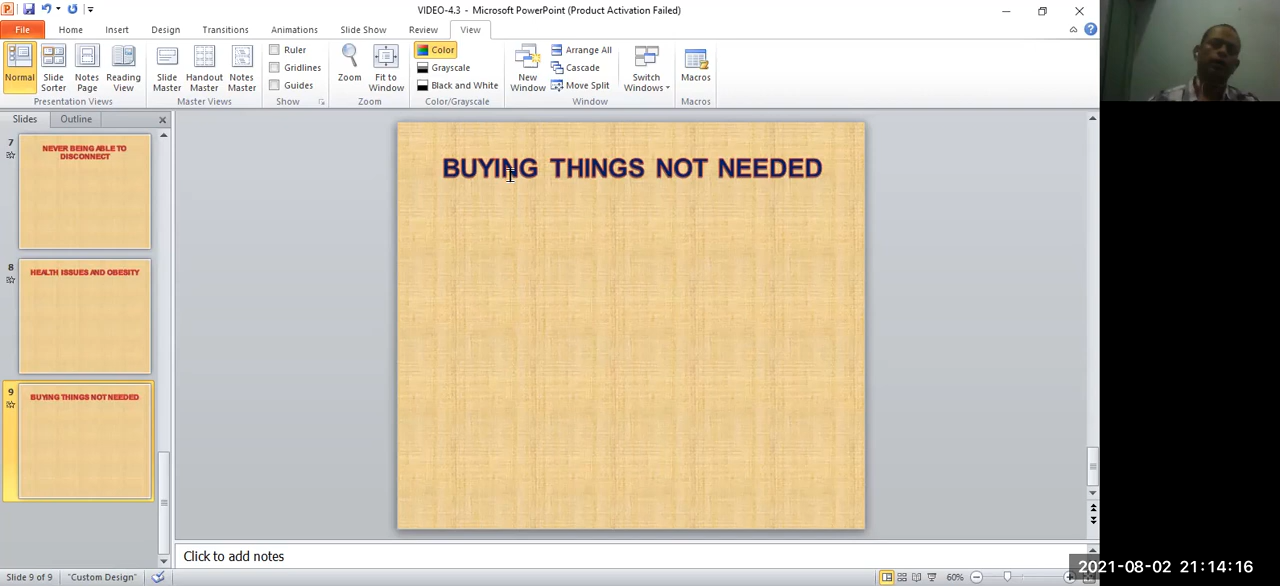 VIDEO-4.3 - Microsoft PowerPoint (Product Activation Failed)
File Home Insert Design Transitions Animations Slide Show Review View
Normal Slide Sorter Notes Page Reading View
Presentation Views
Slide Master Handout Master Notes Master
Master Views
Ruler
Gridlines
Guides
Show
Zoom Fit to Window
Zoom
Color
Grayscale
Black and White
Color/Grayscale
New Window
Arrange All
Cascade
Move Split
Switch Windows
Window
Macros
Macros
Slides Outline
7
NEVER BEING ABLE TO
DISCONNECT
8
HEALTH ISSUES AND OBESITY
9
BUYING THINGS NOT NEEDED
BUYING THINGS NOT NEEDED
Click to add notes
Slide 9 of 9 "Custom Design" 60%
2021-08-02 21:14:16